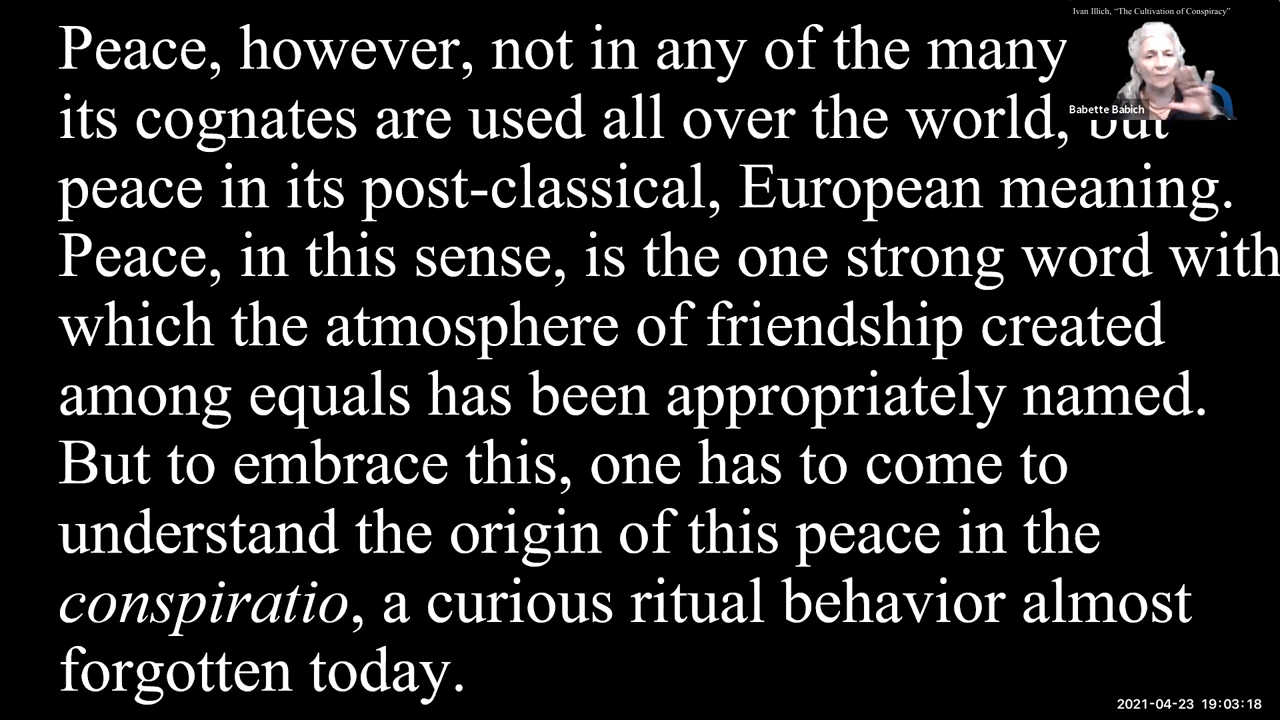 Ivan Illich, “The Cultivation of Conspiracy”
Peace, however, not in any of the many
its cognates are used all over the world, but
peace in its post-classical, European meaning.
Peace, in this sense, is the one strong word with
which the atmosphere of friendship created
among equals has been appropriately named.
But to embrace this, one has to come to
understand the origin of this peace in the
conspiratio, a curious ritual behavior almost
forgotten today.
Babette Babich
2021-04-23 19:03:18